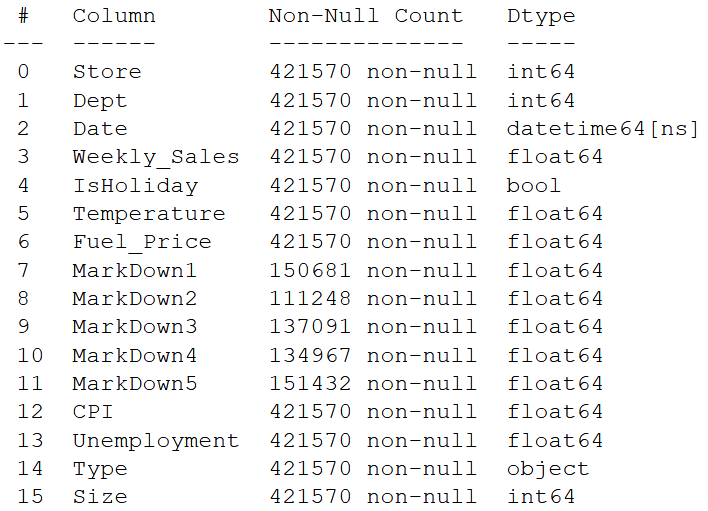 #   Column        Non-Null Count   Dtype
---  ------        --------------   -----
0   Store         421570 non-null  int64
1   Dept          421570 non-null  int64
2   Date          421570 non-null  datetime64[ns]
3   Weekly_Sales  421570 non-null  float64
4   IsHoliday     421570 non-null  bool
5   Temperature   421570 non-null  float64
6   Fuel_Price    421570 non-null  float64
7   MarkDown1     150681 non-null  float64
8   MarkDown2     111248 non-null  float64
9   MarkDown3     137091 non-null  float64
10  MarkDown4     134967 non-null  float64
11  MarkDown5     151432 non-null  float64
12  CPI           421570 non-null  float64
13  Unemployment  421570 non-null  float64
14  Type          421570 non-null  object
15  Size          421570 non-null  int64